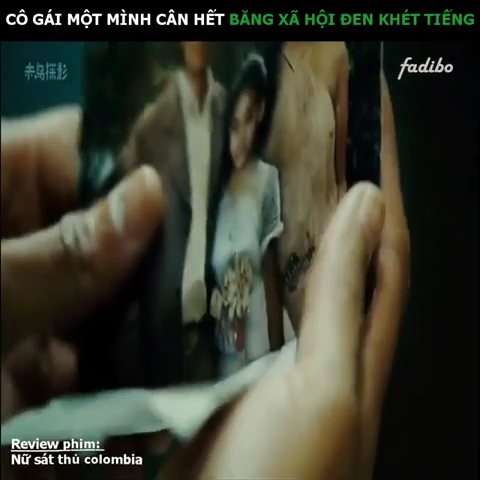 CÔ GÁI MỘT MÌNH CÂN HẾT BĂNG XÃ HỘI ĐEN KHÉT TIẾNG
fadibo
Review phim:
Nữ sát thủ colombia